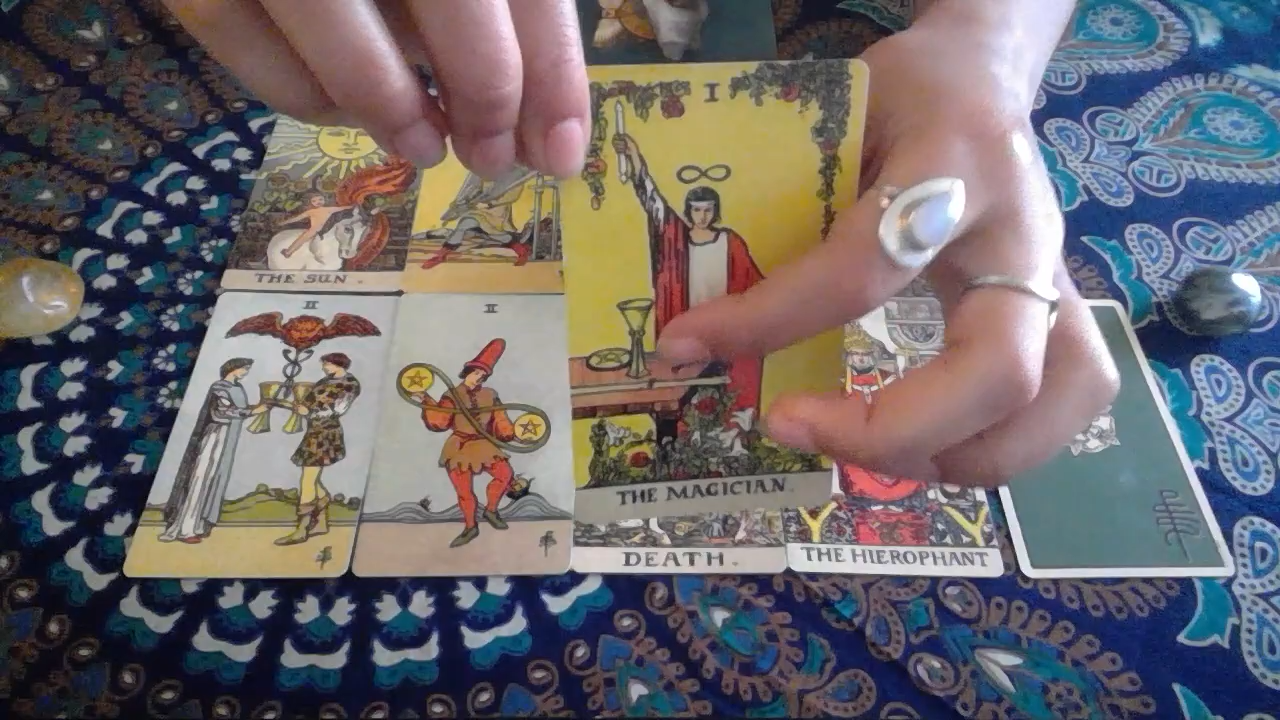 I
THE SUN.
II
II
THE MAGICIAN.
DEATH.
THE HIEROPHANT